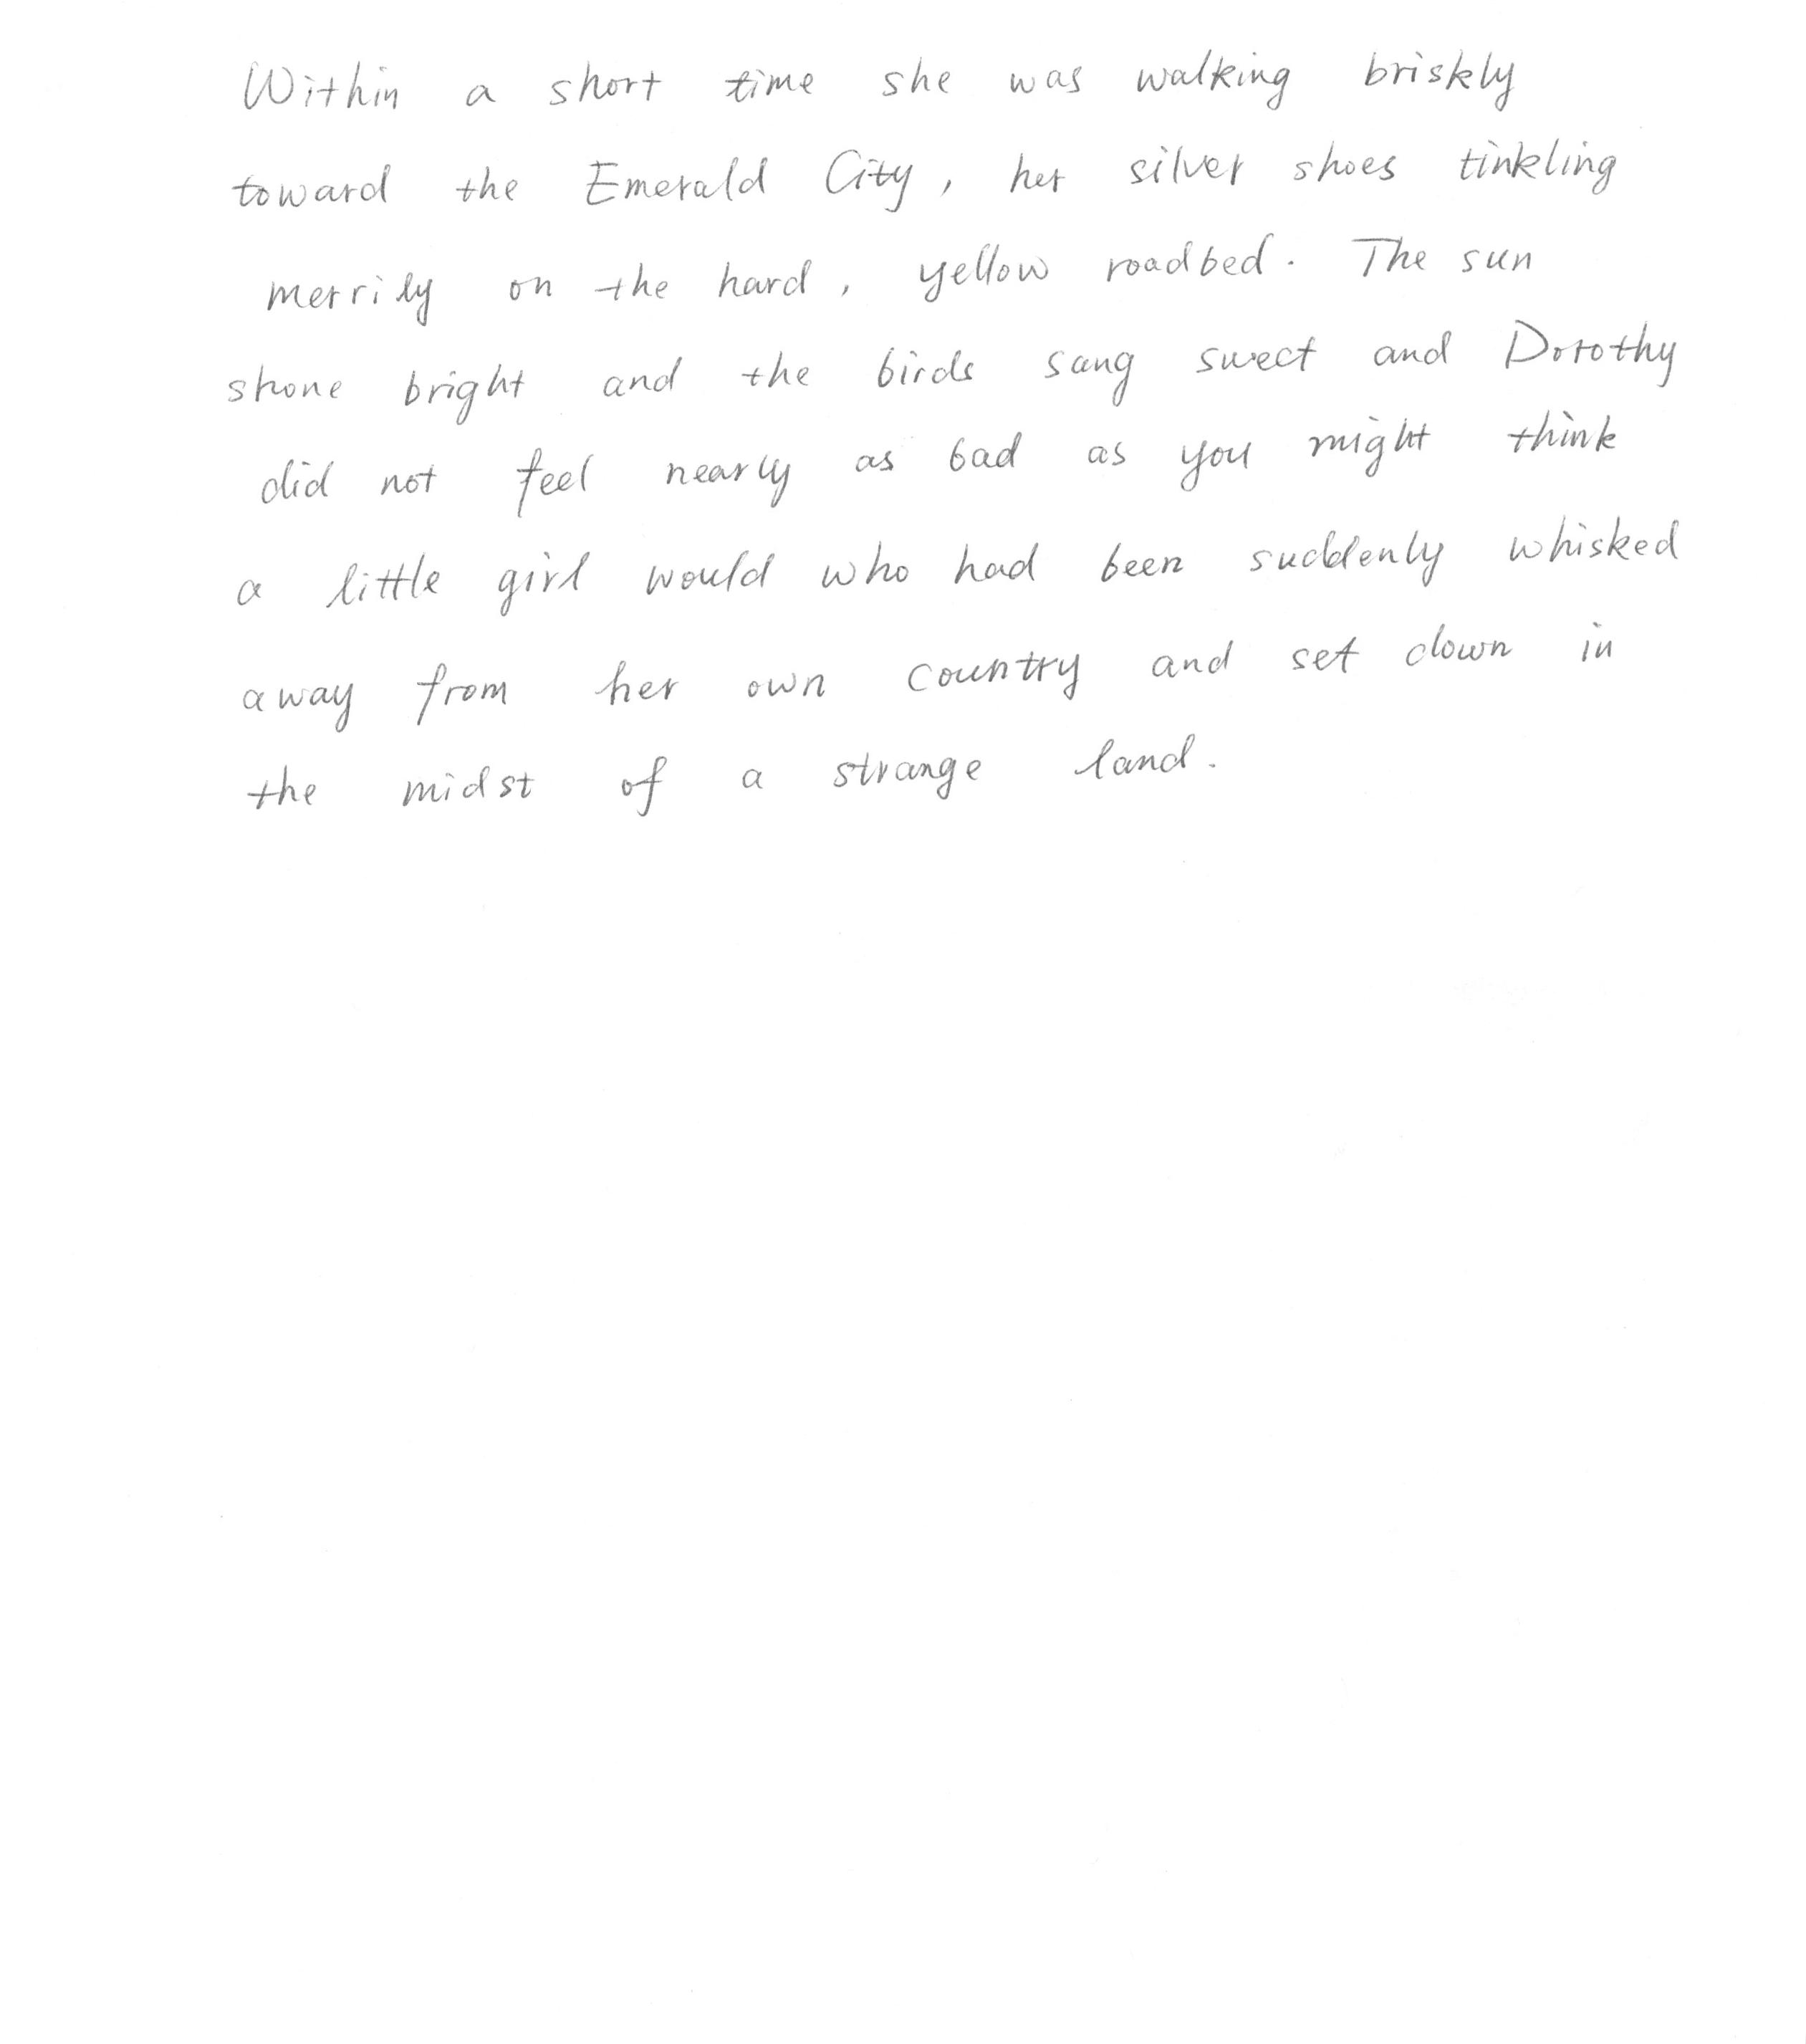 Within a short time she was walking briskly
toward the Emerald City, her silver shoes tinkling
merrily on the hard, yellow roadbed. The sun
shone bright and the birds sang sweet and Dorothy
did not feel nearly as bad as you might think
a little girl would who had been suddenly whisked
away from her own country and set down in
the midst of a strange land.